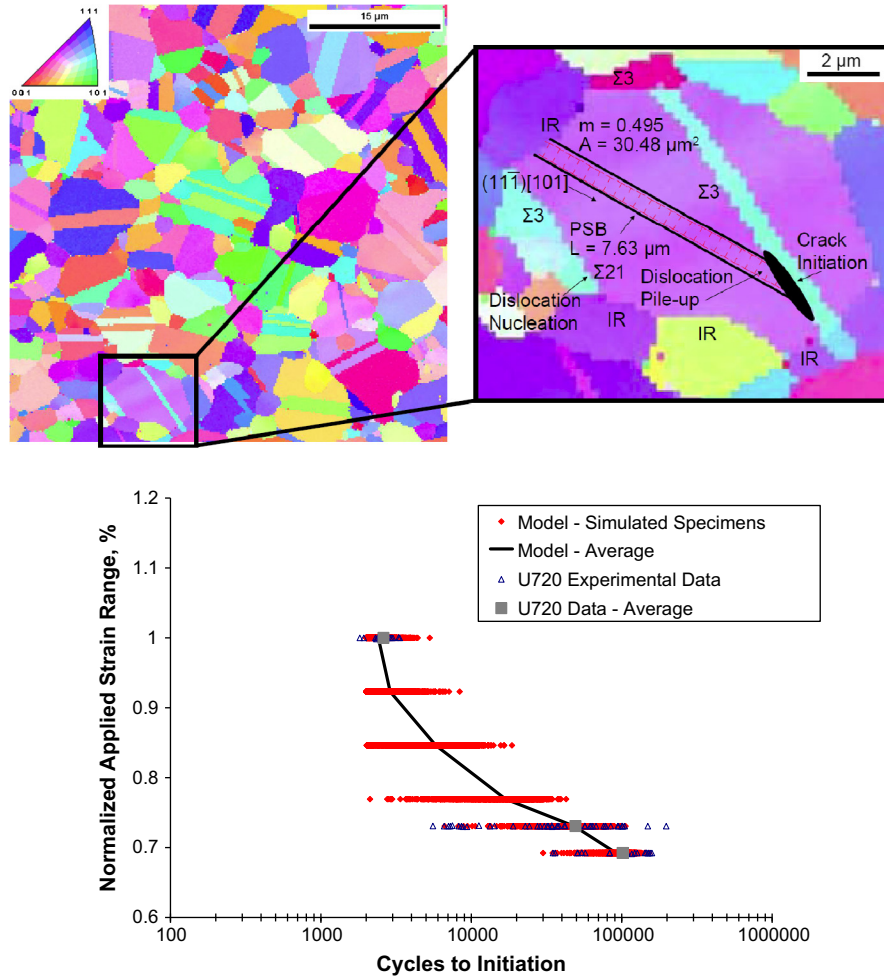 1 1 1
0 0 1
1 0 1
15 µm
2 µm
Σ3
IR
m = 0.495
A = 30.48 µm²
(111̄)[101]
Σ3
Σ3
PSB
L = 7.63 µm
Crack
Initiation
Σ21
Dislocation
Pile-up
Dislocation
Nucleation
IR
IR
IR
Normalized Applied Strain Range, %
1.2
1.1
1
0.9
0.8
0.7
0.6
Model - Simulated Specimens
Model - Average
U720 Experimental Data
U720 Data - Average
100
1000
10000
100000
1000000
Cycles to Initiation